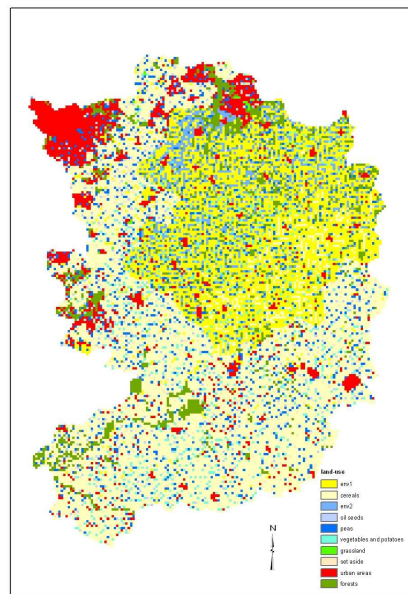 land-use
env1
cereals
env2
oil seeds
peas
vegetables and potatoes
grassland
set aside
urban areas
forests
N